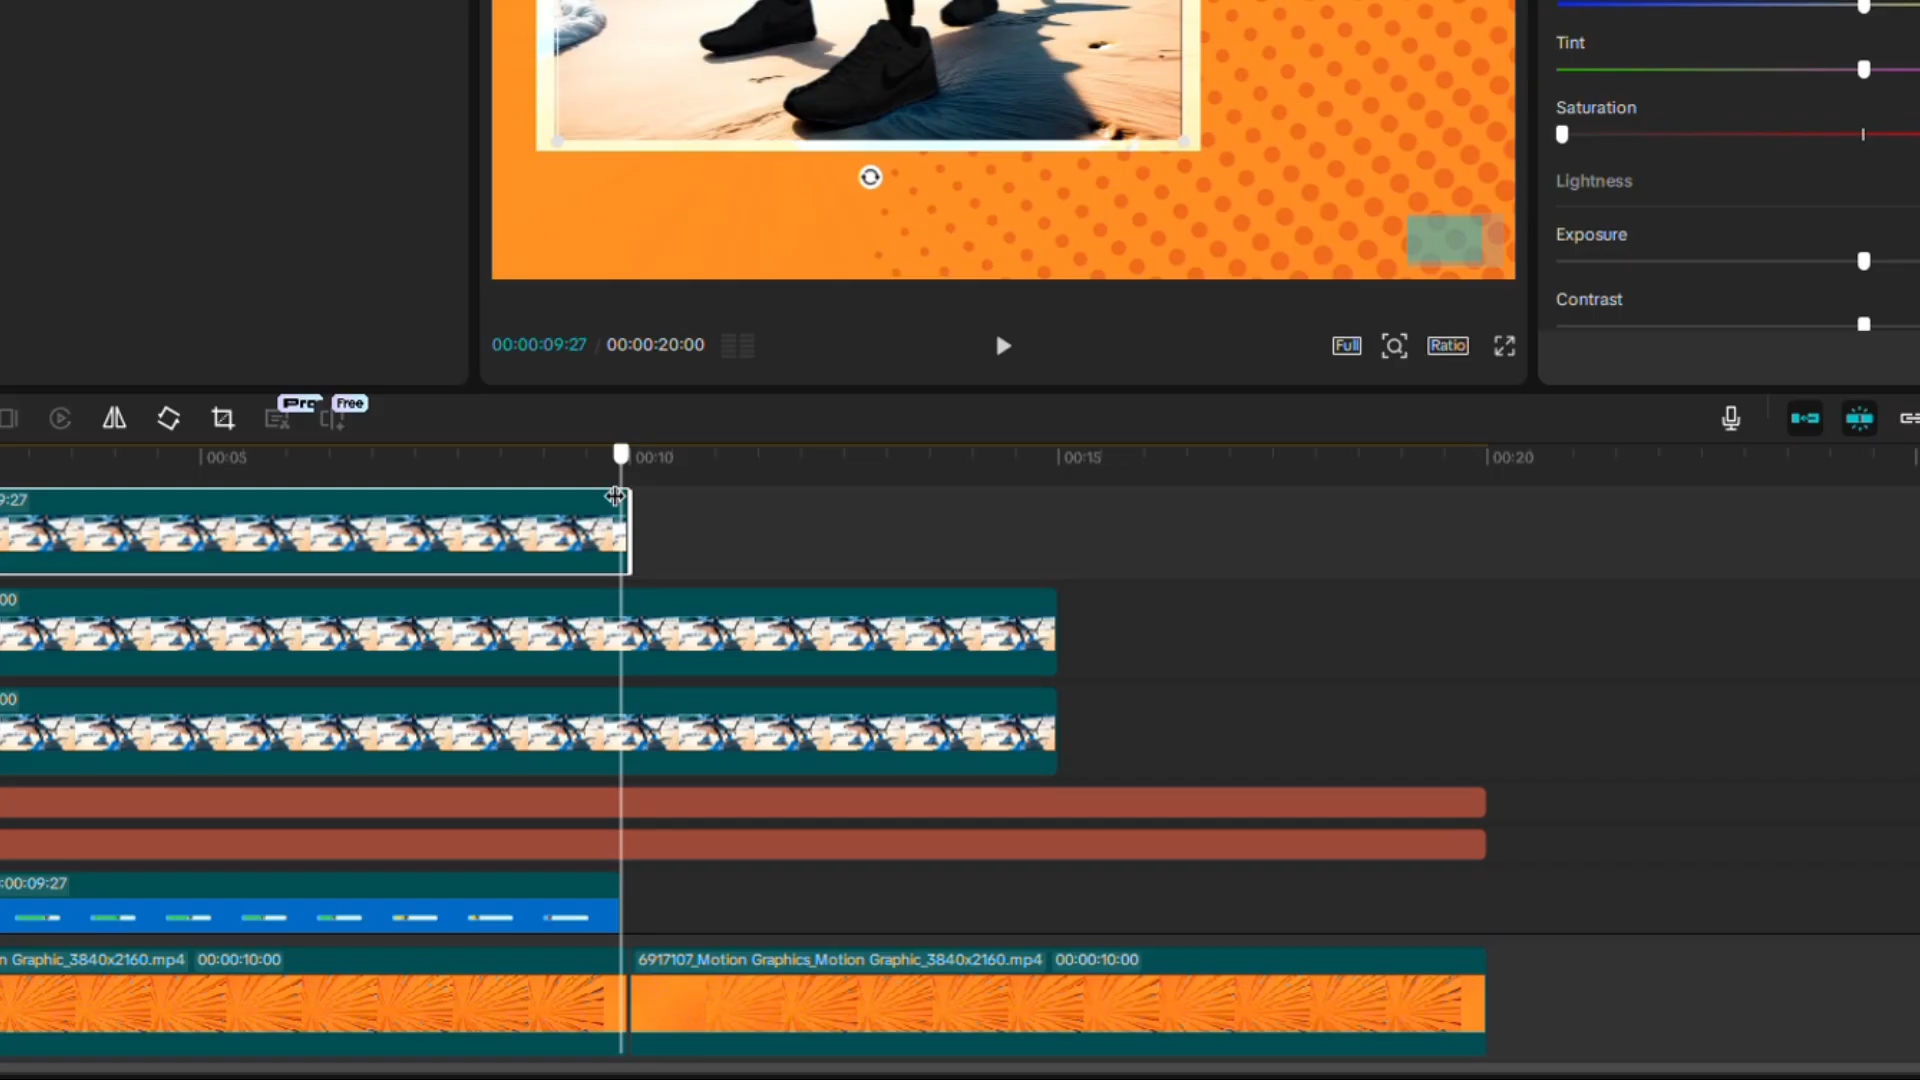 Tint
Saturation
Lightness
Exposure
Contrast
00:00:09:27 / 00:00:20:00
Full
Ratio
Pro
Free
00:05
00:10
00:15
00:20
9:27
00
00
:00:09:27
n Graphic_3840x2160.mp4 00:00:10:00
6917107_Motion Graphics_Motion Graphic_3840x2160.mp4 00:00:10:00